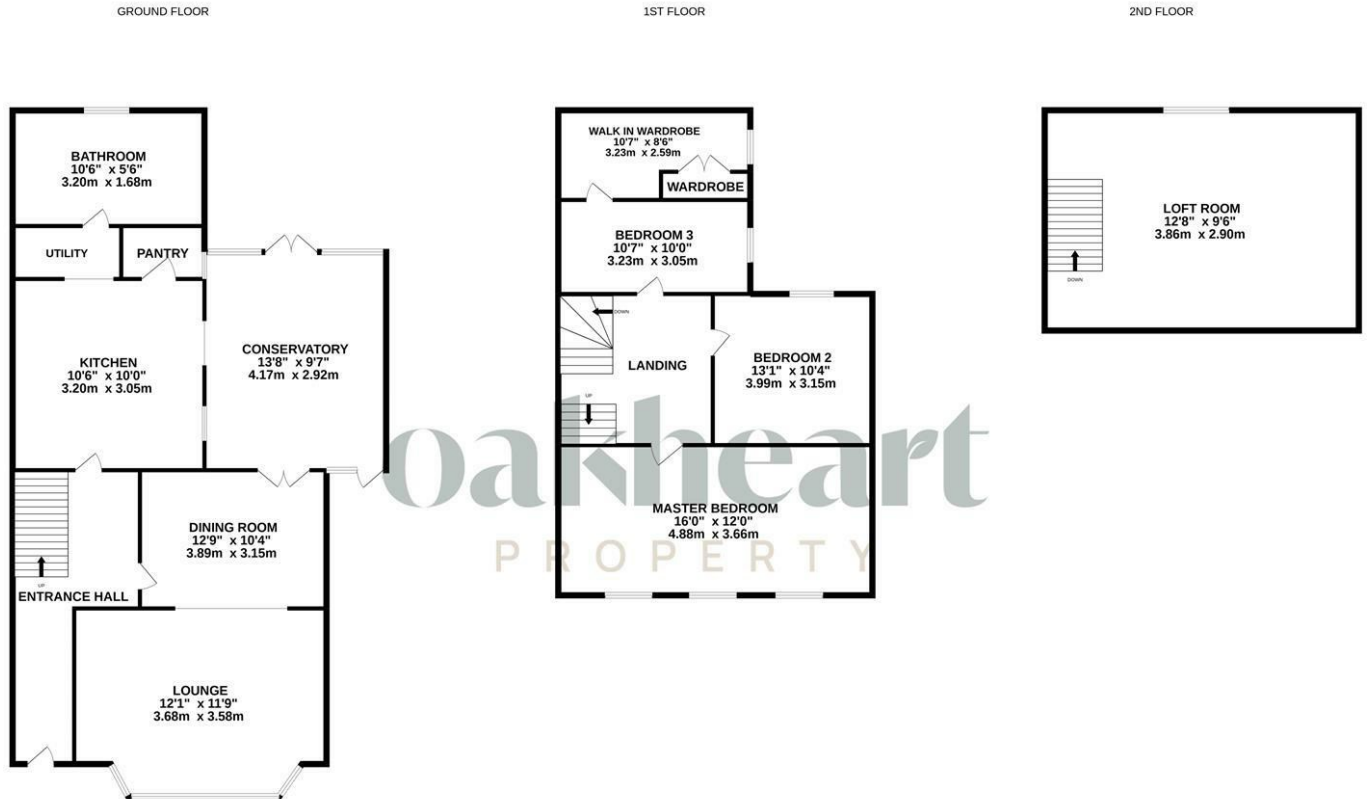 GROUND FLOOR
BATHROOM
10'6" x 5'6"
3.20m x 1.68m
UTILITY
PANTRY
KITCHEN
10'6" x 10'0"
3.20m x 3.05m
CONSERVATORY
13'8" x 9'7"
4.17m x 2.92m
UP
ENTRANCE HALL
DINING ROOM
12'9" x 10'4"
3.89m x 3.15m
LOUNGE
12'1" x 11'9"
3.68m x 3.58m
1ST FLOOR
WALK IN WARDROBE
10'7" x 8'6"
3.23m x 2.59m
WARDROBE
BEDROOM 3
10'7" x 10'0"
3.23m x 3.05m
DOWN
LANDING
UP
BEDROOM 2
13'1" x 10'4"
3.99m x 3.15m
MASTER BEDROOM
16'0" x 12'0"
4.88m x 3.66m
2ND FLOOR
LOFT ROOM
12'8" x 9'6"
3.86m x 2.90m
DOWN
oakheart
PROPERTY